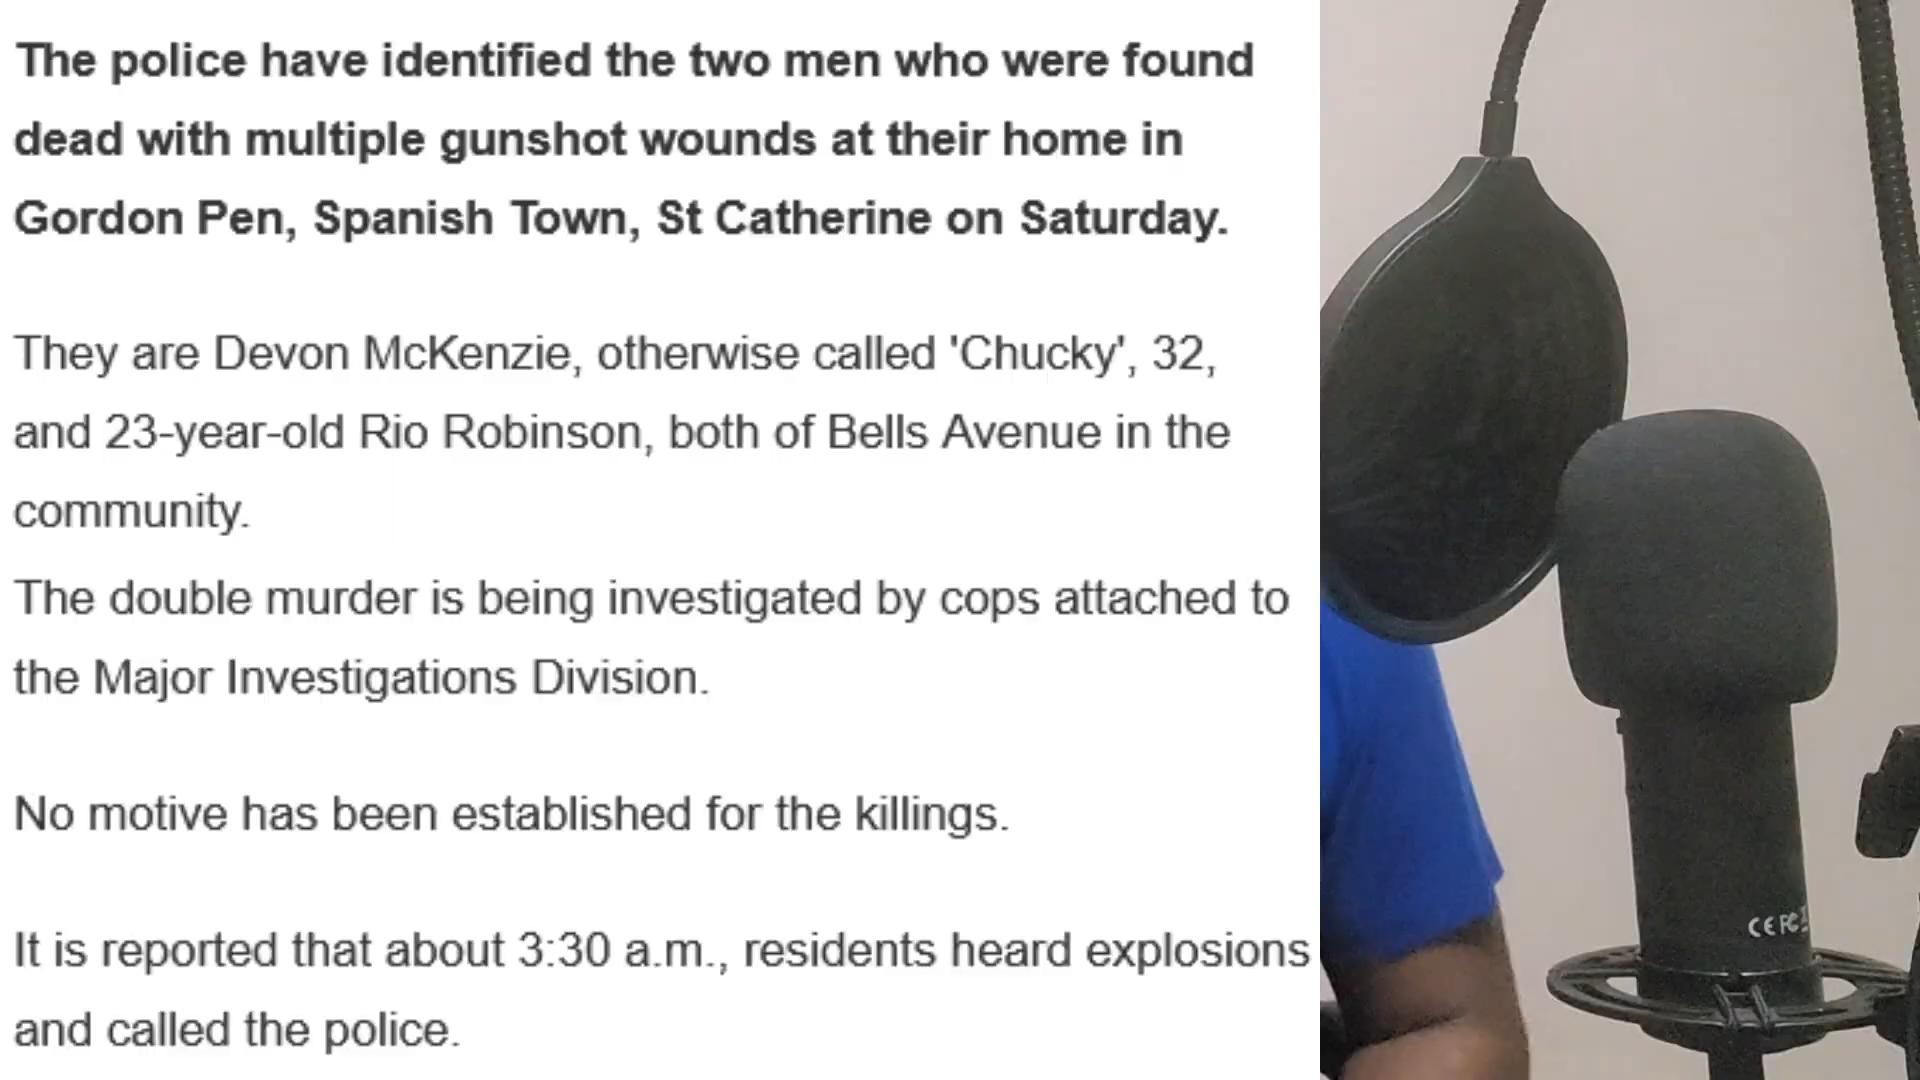 The police have identified the two men who were found
dead with multiple gunshot wounds at their home in
Gordon Pen, Spanish Town, St Catherine on Saturday.
They are Devon McKenzie, otherwise called 'Chucky', 32,
and 23-year-old Rio Robinson, both of Bells Avenue in the
community.
The double murder is being investigated by cops attached to
the Major Investigations Division.
No motive has been established for the killings.
It is reported that about 3:30 a.m., residents heard explosions
and called the police.
CE FC